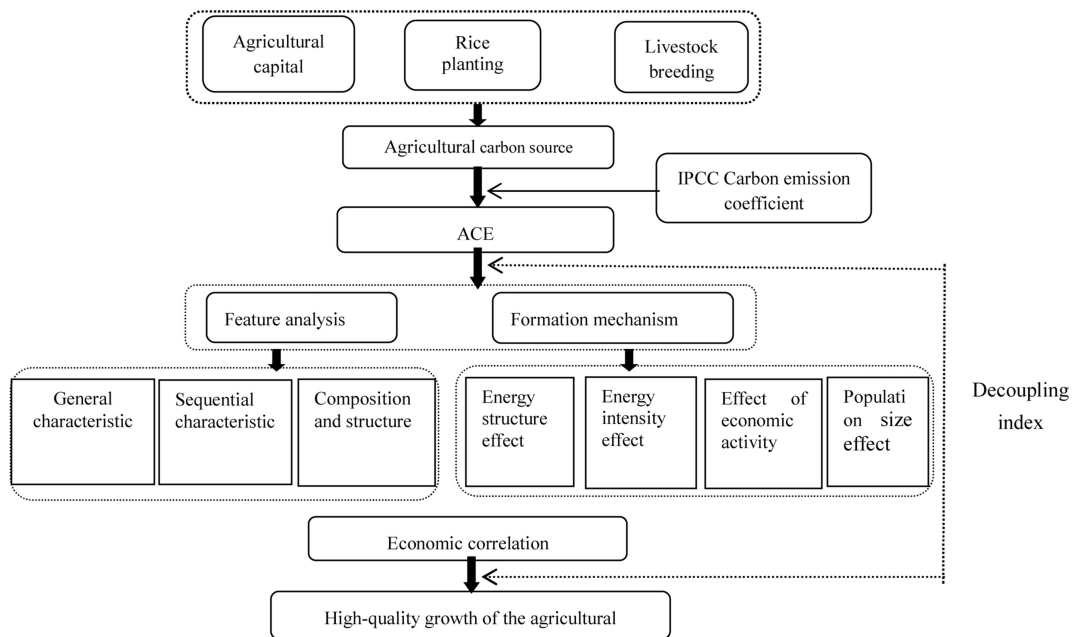 Agricultural
capital
Rice
planting
Livestock
breeding
Agricultural carbon source
IPCC Carbon emission
coefficient
ACE
Feature analysis
Formation mechanism
General
characteristic
Sequential
characteristic
Composition
and structure
Energy
structure
effect
Energy
intensity
effect
Effect of
economic
activity
Populati
on size
effect
Decoupling
index
Economic correlation
High-quality growth of the agricultural